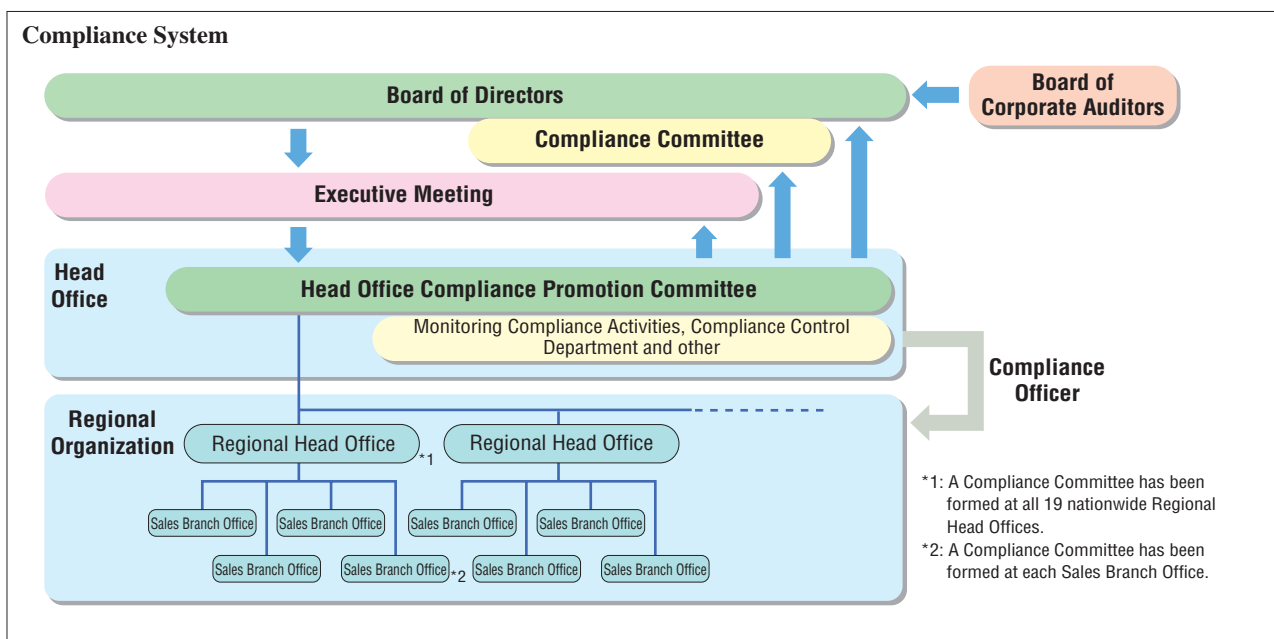 Compliance System
Board of Directors
Board of
Corporate Auditors
Compliance Committee
Executive Meeting
Head
Office
Head Office Compliance Promotion Committee
Monitoring Compliance Activities, Compliance Control
Department and other
Compliance
Officer
Regional
Organization
Regional Head Office
*1
Regional Head Office
Sales Branch Office
Sales Branch Office
Sales Branch Office
Sales Branch Office
Sales Branch Office
Sales Branch Office
*2
Sales Branch Office
Sales Branch Office
*1: A Compliance Committee has been
formed at all 19 nationwide Regional
Head Offices.
*2: A Compliance Committee has been
formed at each Sales Branch Office.